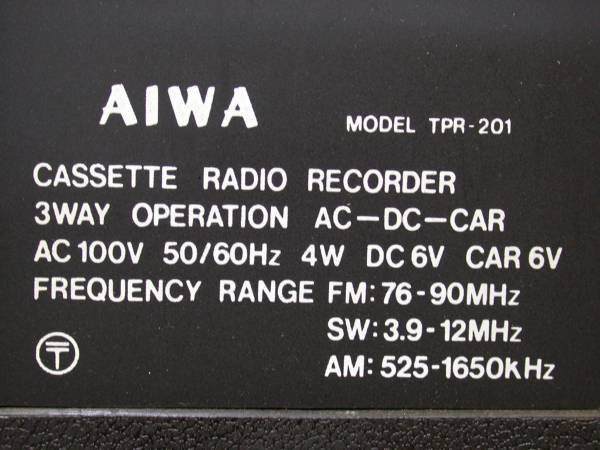 AIWA MODEL TPR-201
CASSETTE RADIO RECORDER
3WAY OPERATION AC-DC-CAR
AC 100V 50/60Hz 4W DC 6V CAR 6V
FREQUENCY RANGE FM: 76-90MHz
SW: 3.9-12MHz
AM: 525-1650KHz
〒